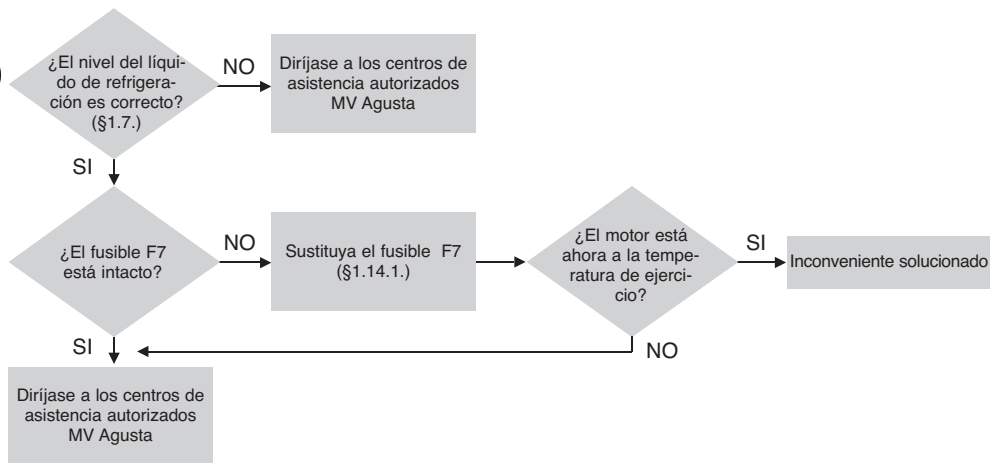 )
¿El nivel del líqui-
do de refrigera-
ción es correcto?
(§1.7.)
NO
Diríjase a los centros de
asistencia autorizados
MV Agusta
SI
¿El fusible F7
está intacto?
NO
Sustituya el fusible F7
(§1.14.1.)
¿El motor está
ahora a la tempe-
ratura de ejerci-
cio?
SI
Inconveniente solucionado
SI
NO
Diríjase a los centros de
asistencia autorizados
MV Agusta